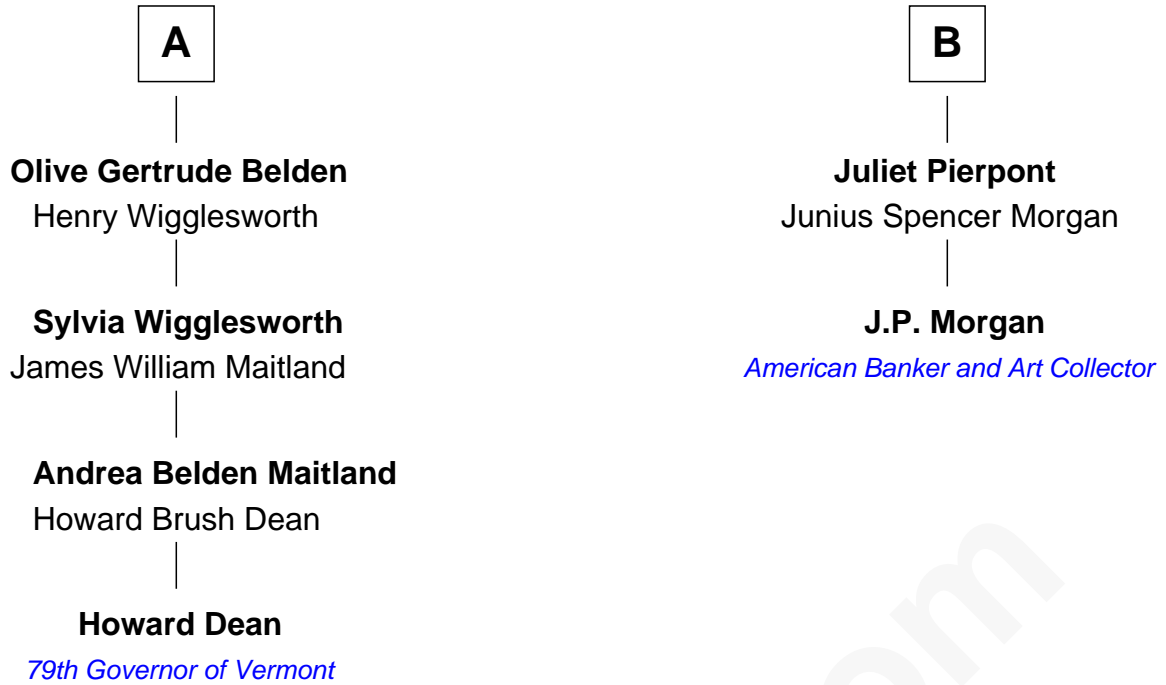 A
Olive Gertrude Belden
Henry Wigglesworth
Sylvia Wigglesworth
James William Maitland
Andrea Belden Maitland
Howard Brush Dean
Howard Dean
79th Governor of Vermont
B
Juliet Pierpont
Junius Spencer Morgan
J.P. Morgan
American Banker and Art Collector
om